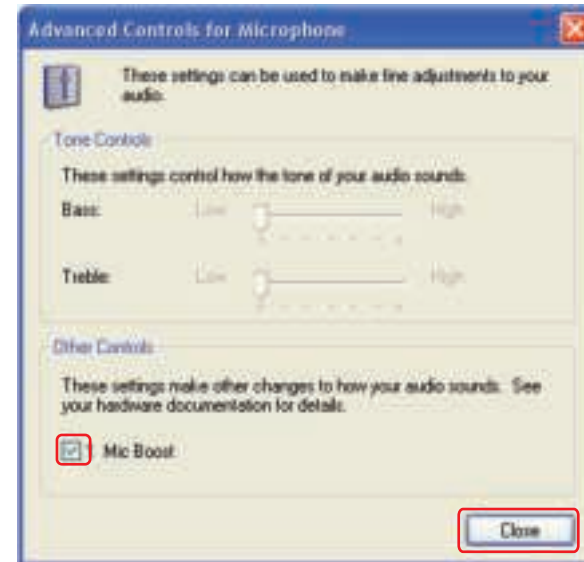 Advanced Controls for Microphone
These settings can be used to make fine adjustments to your
audio.
Tone Controls
These settings control how the tone of your audio sounds.
Bass: Low High
Treble: Low High
Other Controls
These settings make other changes to how your audio sounds. See
your hardware documentation for details.
1 Mic Boost
Close